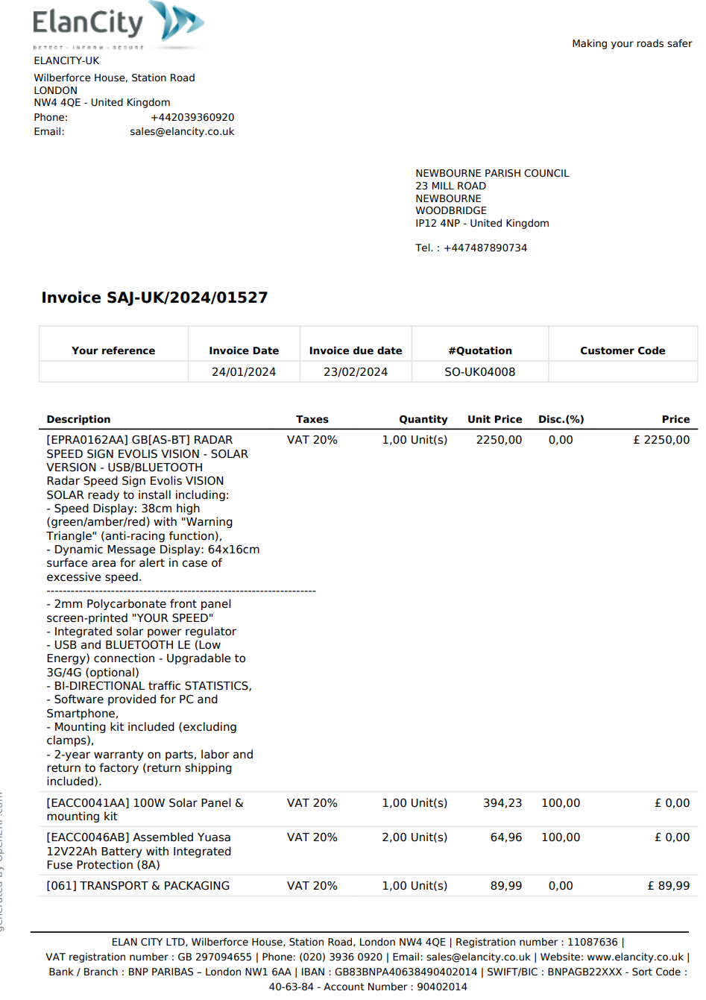 ElanCity
DETECT - INFORM - SECURE
Making your roads safer
ELANCITY-UK
Wilberforce House, Station Road
LONDON
NW4 4QE - United Kingdom
Phone: +442039360920
Email: sales@elancity.co.uk
NEWBOURNE PARISH COUNCIL
23 MILL ROAD
NEWBOURNE
WOODBRIDGE
IP12 4NP - United Kingdom
Tel. : +447487890734
Invoice SAJ-UK/2024/01527
Your reference Invoice Date Invoice due date #Quotation Customer Code
24/01/2024 23/02/2024 SO-UK04008
Description Taxes Quantity Unit Price Disc.(%) Price
[EPRA0162AA] GB[AS-BT] RADAR VAT 20% 1,00 Unit(s) 2250,00 0,00 £ 2250,00
SPEED SIGN EVOLIS VISION - SOLAR
VERSION - USB/BLUETOOTH
Radar Speed Sign Evolis VISION
SOLAR ready to install including:
- Speed Display: 38cm high
(green/amber/red) with "Warning
Triangle" (anti-racing function),
- Dynamic Message Display: 64x16cm
surface area for alert in case of
excessive speed.
-------------------------------------------------------------------
- 2mm Polycarbonate front panel
screen-printed "YOUR SPEED"
- Integrated solar power regulator
- USB and BLUETOOTH LE (Low
Energy) connection - Upgradable to
3G/4G (optional)
- BI-DIRECTIONAL traffic STATISTICS,
- Software provided for PC and
Smartphone,
- Mounting kit included (excluding
clamps),
- 2-year warranty on parts, labor and
return to factory (return shipping
included).
[EACC0041AA] 100W Solar Panel & VAT 20% 1,00 Unit(s) 394,23 100,00 £ 0,00
mounting kit
[EACC0046AB] Assembled Yuasa VAT 20% 2,00 Unit(s) 64,96 100,00 £ 0,00
12V22Ah Battery with Integrated
Fuse Protection (8A)
[061] TRANSPORT & PACKAGING VAT 20% 1,00 Unit(s) 89,99 0,00 £ 89,99
generated by OpenERP.com
ELAN CITY LTD, Wilberforce House, Station Road, London NW4 4QE | Registration number : 11087636 |
VAT registration number : GB 297094655 | Phone: (020) 3936 0920 | Email: sales@elancity.co.uk | Website: www.elancity.co.uk |
Bank / Branch : BNP PARIBAS – London NW1 6AA | IBAN : GB83BNPA40638490402014 | SWIFT/BIC : BNPAGB22XXX - Sort Code :
40-63-84 - Account Number : 90402014